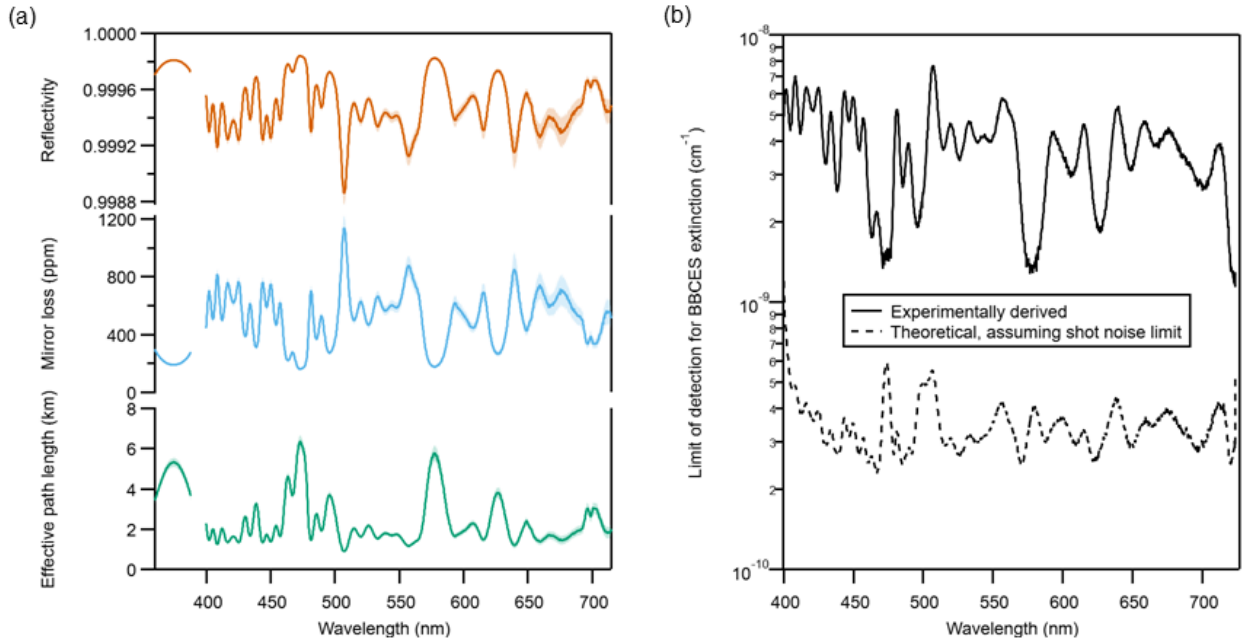 (a)
1.0000
0.9996
0.9992
0.9988
Reflectivity
1200
800
400
0
Mirror loss (ppm)
8
6
4
2
0
Effective path length (km)
400 450 500 550 600 650 700
Wavelength (nm)
(b)
10-8
9
8
7
6
5
4
3
2
10-9
9
8
7
6
5
4
3
2
10-10
Limit of detection for BBCES extinction (cm-1)
Experimentally derived
Theoretical, assuming shot noise limit
400 450 500 550 600 650 700
Wavelength (nm)